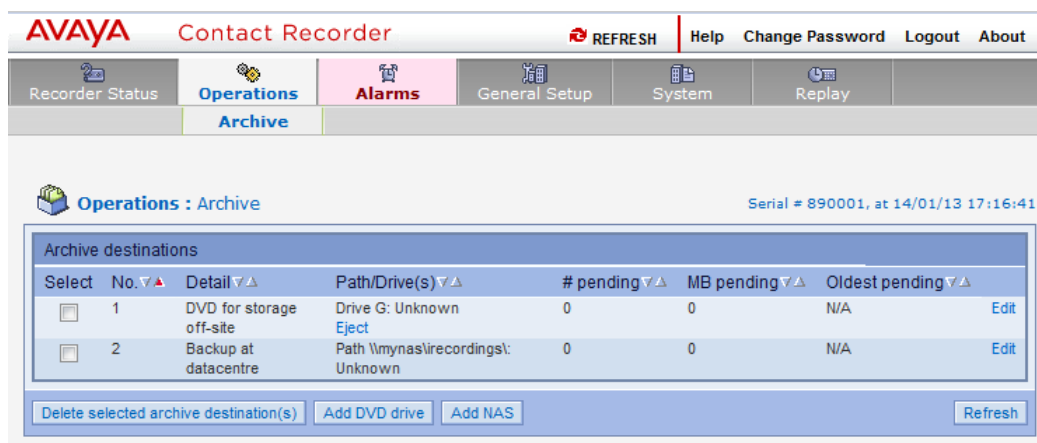 AVAYA Contact Recorder REFRESH Help Change Password Logout About
Recorder Status Operations Alarms General Setup System Replay
Archive
Operations : Archive Serial # 890001, at 14/01/13 17:16:41
Archive destinations
Select No. Detail Path/Drive(s) # pending MB pending Oldest pending
1 DVD for storage Drive G: Unknown 0 0 N/A Edit
off-site Eject
2 Backup at Path \\mynas\irecordings\: 0 0 N/A Edit
datacentre Unknown
Delete selected archive destination(s) Add DVD drive Add NAS Refresh